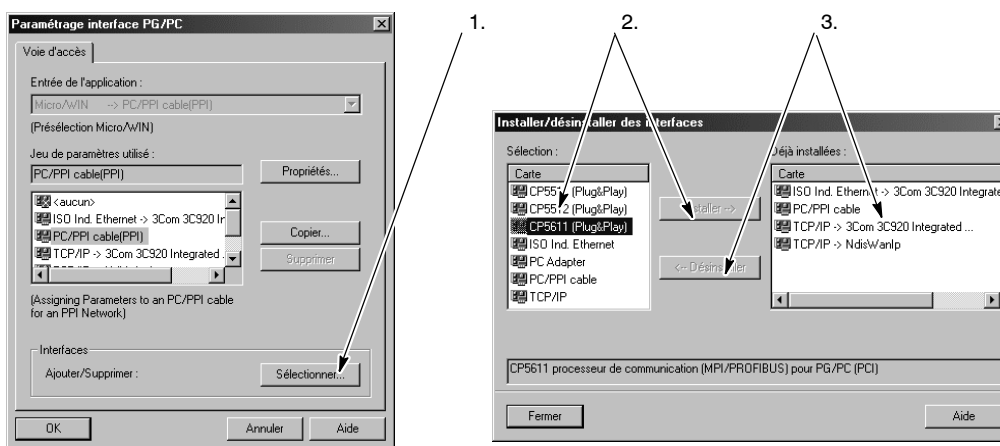 Paramétrage interface PG/PC
Voie d'accès
Entrée de l'application :
Micro/WIN --> PC/PPI cable(PPI)
(Présélection Micro/WIN)
Jeu de paramètres utilisé :
PC/PPI cable(PPI)
Propriétés...
<aucun>
ISO Ind. Ethernet -> 3Com 3C920 In
PC/PPI cable(PPI)
TCP/IP -> 3Com 3C920 Integrated .
Copier...
Supprimer
(Assigning Parameters to an PC/PPI cable
for an PPI Network)
Interfaces
Ajouter/Supprimer :
Sélectionner...
OK
Annuler
Aide
1.
2.
3.
Installer/désinstaller des interfaces
Sélection :
Carte
CP5511 (Plug&Play)
CP5512 (Plug&Play)
CP5611 (Plug&Play)
ISO Ind. Ethernet
PC Adapter
PC/PPI cable
TCP/IP
Installer -->
<-- Désinstaller
Déjà installées :
Carte
ISO Ind. Ethernet -> 3Com 3C920 Integrate
PC/PPI cable
TCP/IP -> 3Com 3C920 Integrated ...
TCP/IP -> NdisWanIp
CP5611 processeur de communication (MPI/PROFIBUS) pour PG/PC (PCI)
Fermer
Aide